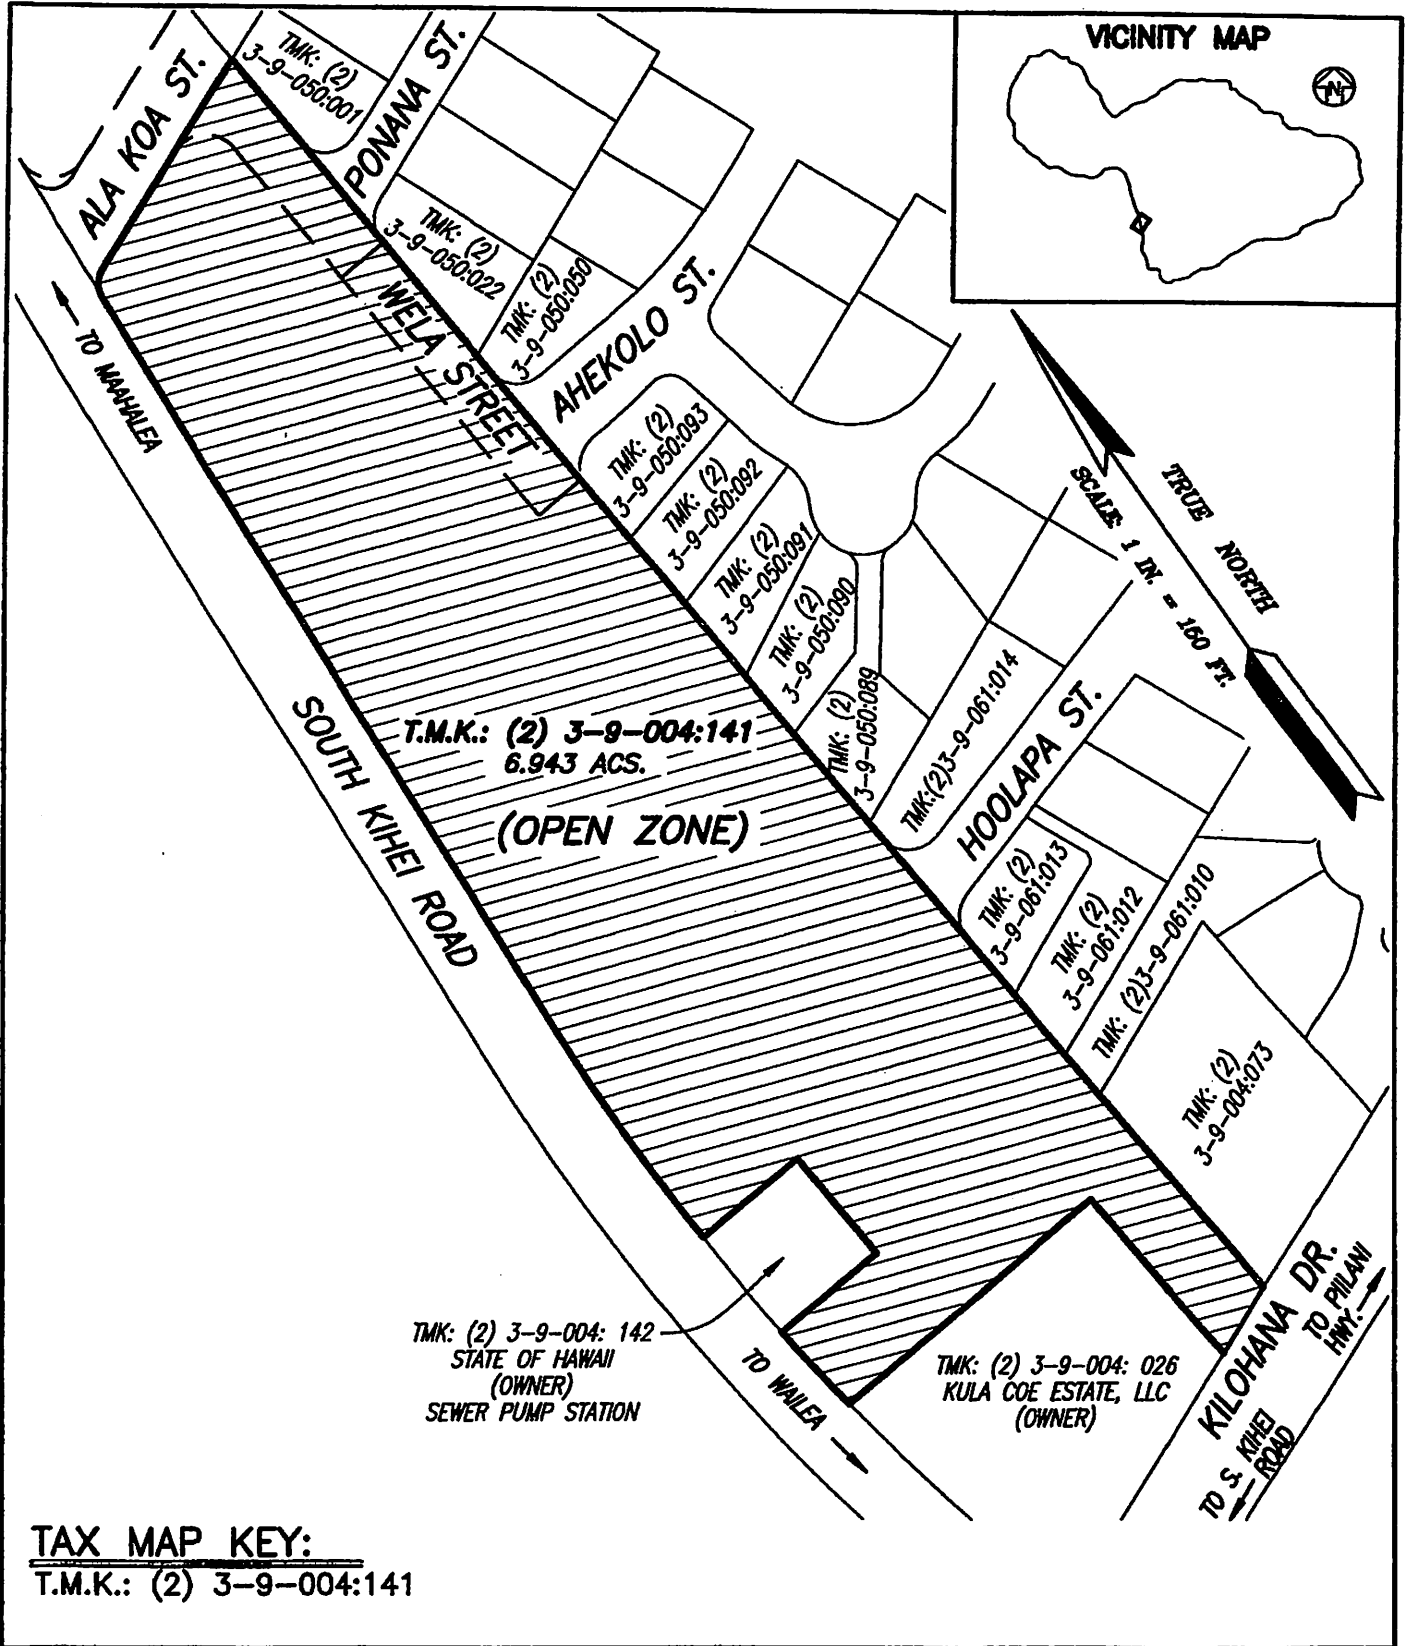 VICINITY MAP
N
TMK: (2)
3-9-050:001
PONANA ST.
ALA KOA ST.
TMK: (2)
3-9-050:022
TMK: (2)
3-9-050:050
AHEKOLO ST.
WELA STREET
TO MAAHALEA
TMK: (2)
3-9-050:093
TMK: (2)
3-9-050:092
TMK: (2)
3-9-050:091
TMK: (2)
3-9-050:090
TMK: (2)
3-9-050:089
TRUE NORTH
SCALE: 1 IN. = 160 FT.
TMK:(2)3-9-061:014
HOOLAPA ST.
T.M.K.: (2) 3-9-004:141
6.943 ACS.
(OPEN ZONE)
SOUTH KIHEI ROAD
TMK: (2)
3-9-061:013
TMK: (2)
3-9-061:012
TMK: (2)3-9-061:010
TMK: (2)
3-9-004:073
KILOHANA DR.
TO PIILANI
HWY.
TMK: (2) 3-9-004: 142
STATE OF HAWAII
(OWNER)
SEWER PUMP STATION
TO WAILEA
TMK: (2) 3-9-004: 026
KULA COE ESTATE, LLC
(OWNER)
TO S. KIHEI
ROAD
TAX MAP KEY:
T.M.K.: (2) 3-9-004:141